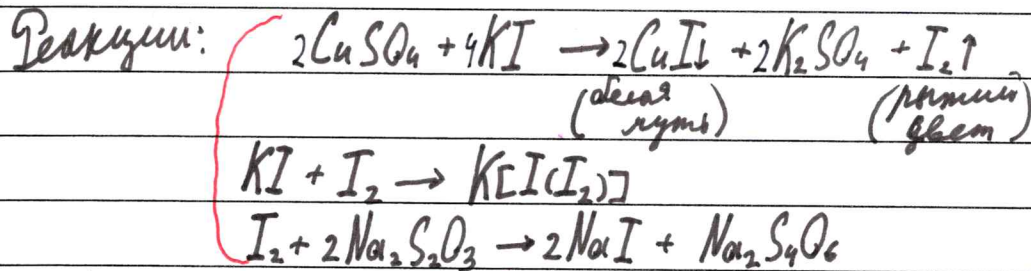 Реакции: 2CuSO₄ + 4KI → 2CuI↓ + 2K₂SO₄ + I₂↑
(белая муть) (рыжий цвет)
KI + I₂ → K[I(I₂)]
I₂ + 2Na₂S₂O₃ → 2NaI + Na₂S₄O₆